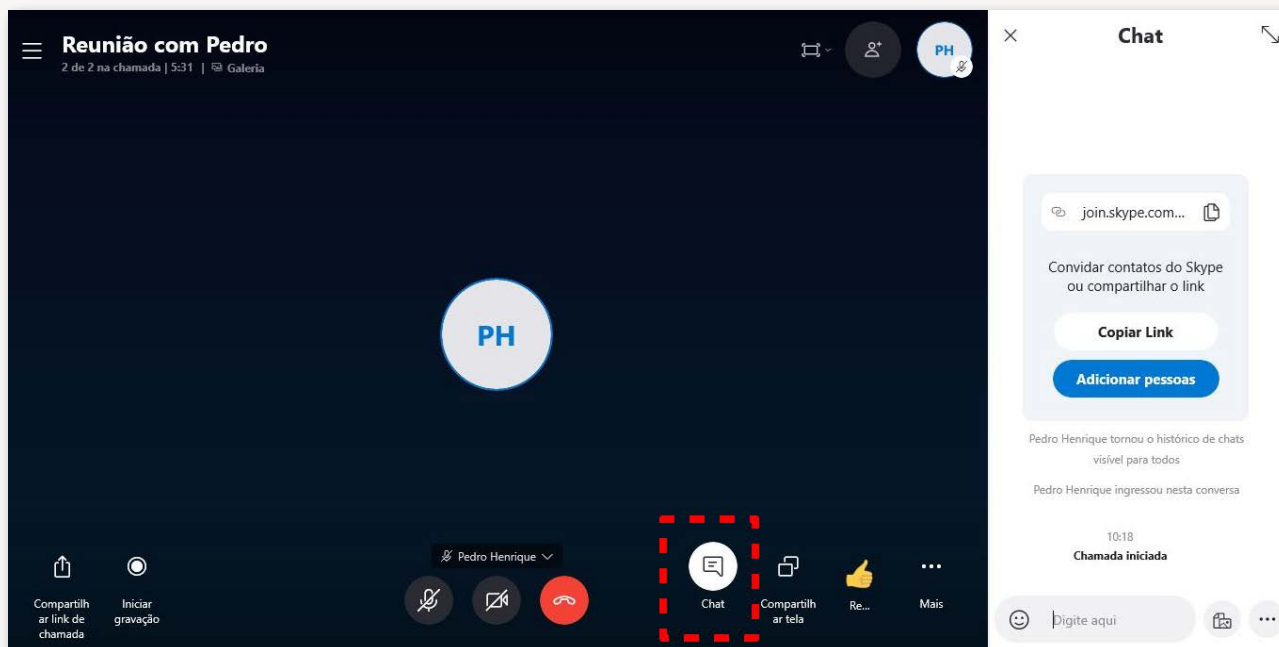 Reunião com Pedro
2 de 2 na chamada | 5:31 | Galeria
PH
PH
Pedro Henrique
Compartilh
ar link de
chamada
Iniciar
gravação
Chat
Compartilh
ar tela
Re...
Mais
Chat
join.skype.com...
Convidar contatos do Skype
ou compartilhar o link
Copiar Link
Adicionar pessoas
Pedro Henrique tornou o histórico de chats
visível para todos
Pedro Henrique ingressou nesta conversa
10:18
Chamada iniciada
Digite aqui